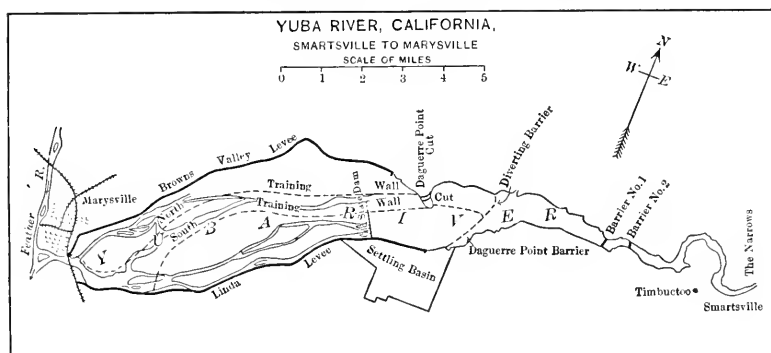 YUBA RIVER, CALIFORNIA,
SMARTSVILLE TO MARYSVILLE
SCALE OF MILES
0 1 2 3 4 5
N
W E
Feather R.
Marysville
Browns Valley Levee
Training Wall
Training Wall
North
South
Dam
Daguerre Point
Cut
Cut
Diverting Barrier
YUBA RIVER
Barrier No.1
Barrier No.2
Daguerre Point Barrier
Settling Basin
Linda Levee
The Narrows
Timbuctoo
Smartsville